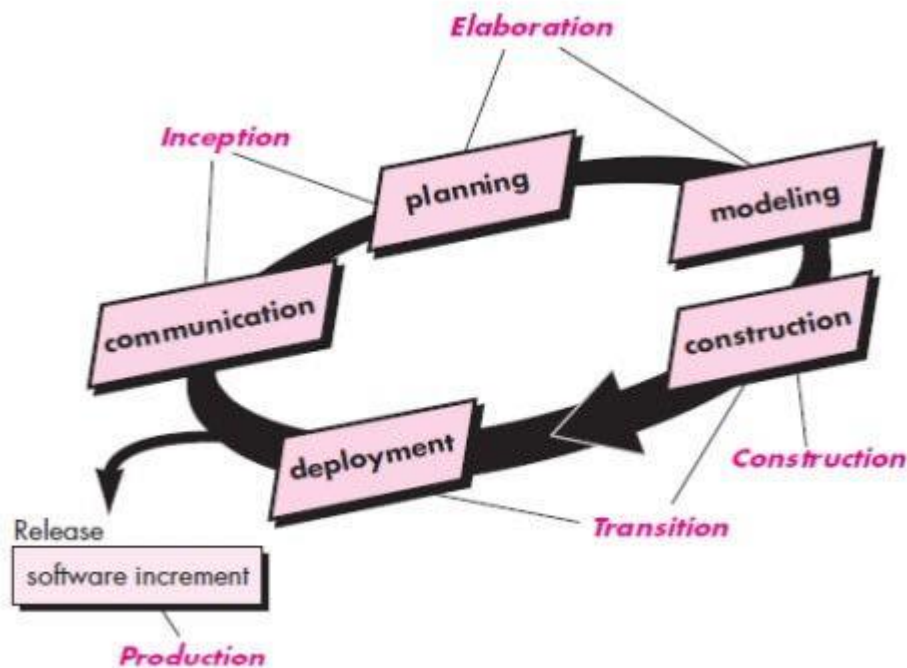 Elaboration
Inception
planning
modeling
communication
construction
deployment
Construction
Transition
Release
software increment
Production